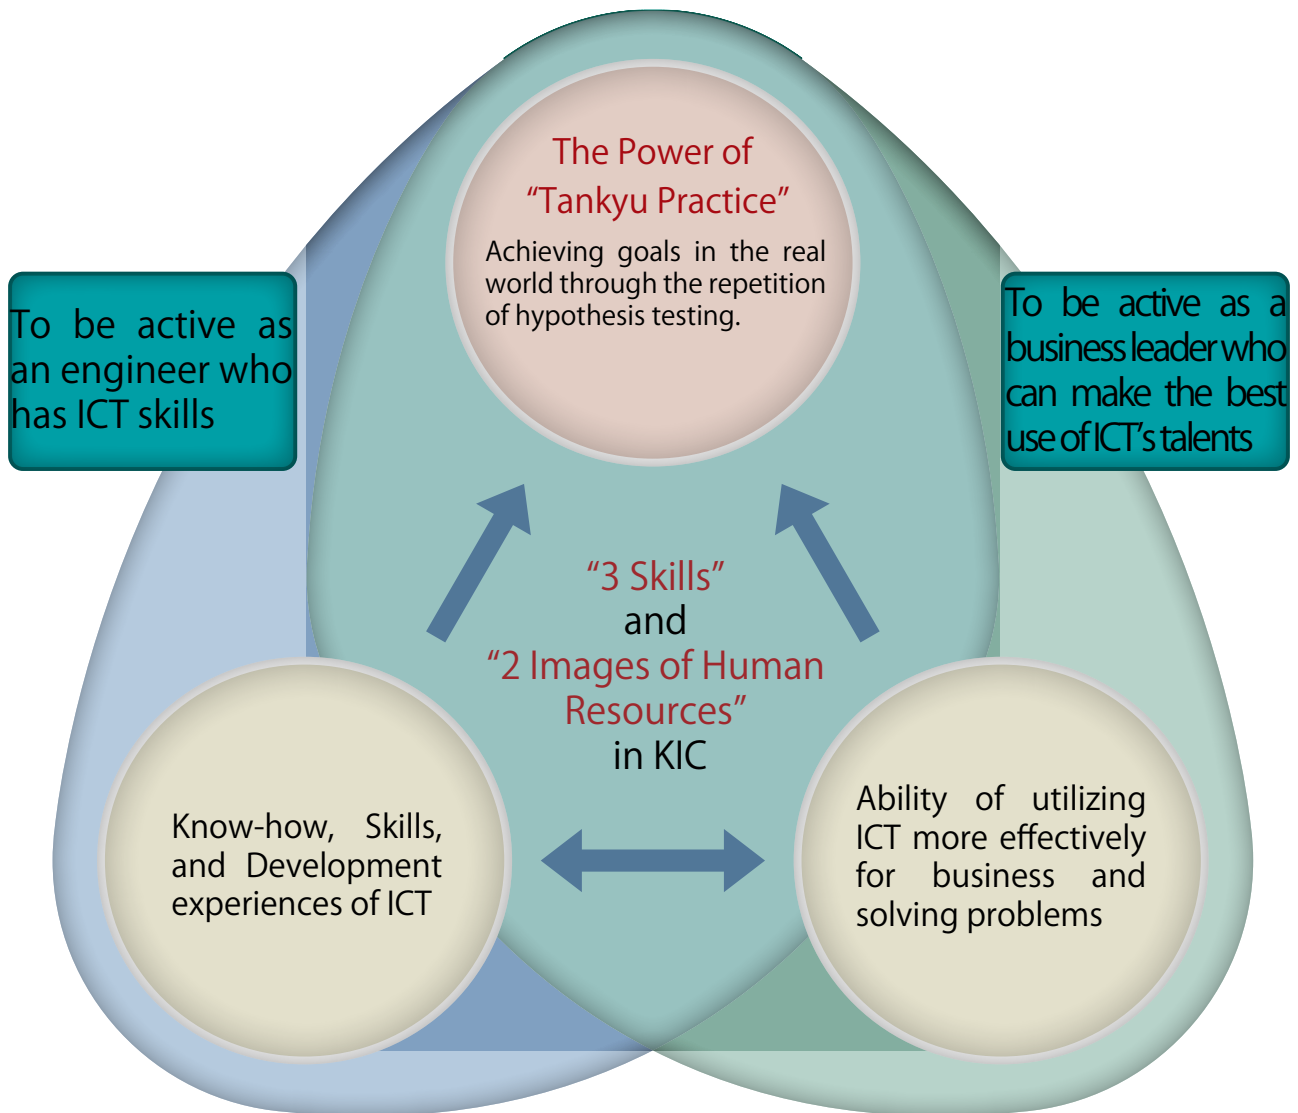 The Power of
“Tankyu Practice”
Achieving goals in the real
world through the repetition
of hypothesis testing.
To be active as
an engineer who
has ICT skills
To be active as a
business leader who
can make the best
use of ICT’s talents
“3 Skills”
and
“2 Images of Human
Resources”
in KIC
Know-how, Skills,
and Development
experiences of ICT
Ability of utilizing
ICT more effectively
for business and
solving problems